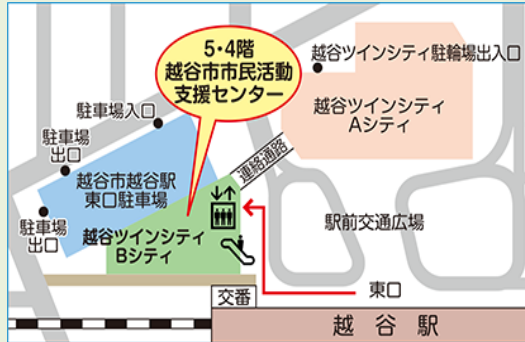 5・4階
越谷市市民活動
支援センター
越谷ツインシティ駐輪場出入口
越谷ツインシティ
Aシティ
駐車場入口
駐車場
出口
連絡通路
越谷市越谷駅
東口駐車場
駐車場
出口
越谷ツインシティ
Bシティ
駅前交通広場
東口
交番
越谷駅